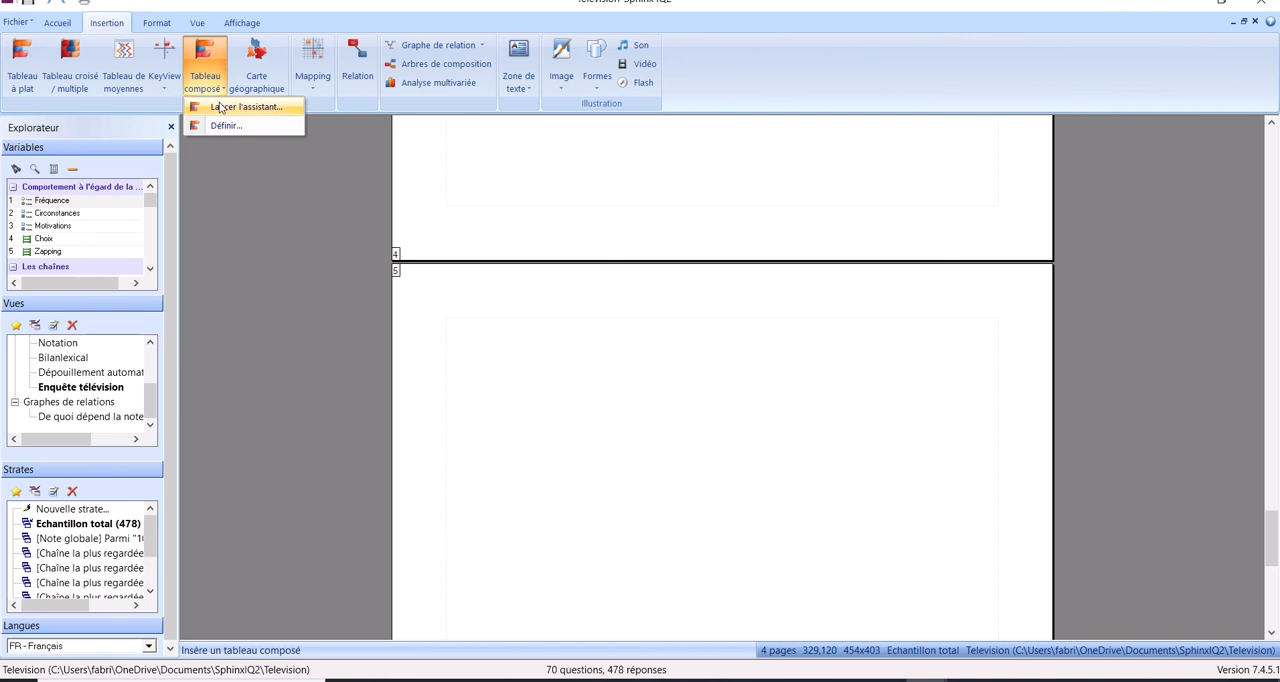 Television-SphinxIQ2
Fichier Accueil Insertion Format Vue Affichage
Tableau à plat
Tableau croisé / multiple
Tableau de moyennes
KeyView
Tableau composé
Carte géographique
Mapping
Relation
Graphe de relation
Arbres de composition
Analyse multivariée
Zone de texte
Image
Formes
Son
Vidéo
Flash
Illustration
Lancer l'assistant...
Définir...
Explorateur
Variables
Comportement à l'égard de la ...
1 Fréquence
2 Circonstances
3 Motivations
4 Choix
5 Zapping
Les chaînes
Vues
Notation
Bilanlexical
Dépouillement automat
Enquête télévision
Graphes de relations
De quoi dépend la note
Strates
Nouvelle strate...
Echantillon total (478)
[Note globale] Parmi "1
[Chaîne la plus regardée
[Chaîne la plus regardée
[Chaîne la plus regardée
[Chaîne la plus regardée
Langues
FR - Français
4
5
Insère un tableau composé
4 pages 329,120 454x403 Echantillon total Television (C:\Users\fabri\OneDrive\Documents\SphinxIQ2\Television)
Television (C:\Users\fabri\OneDrive\Documents\SphinxIQ2\Television) 70 questions, 478 réponses Version 7.4.5.1